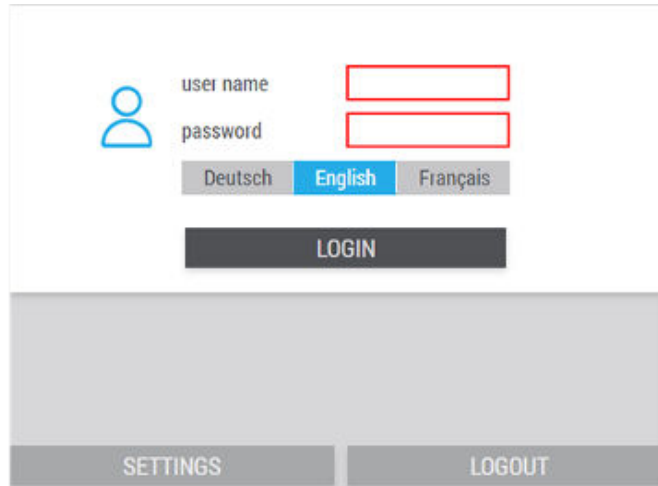 user name
password
Deutsch English Français
LOGIN
SETTINGS LOGOUT